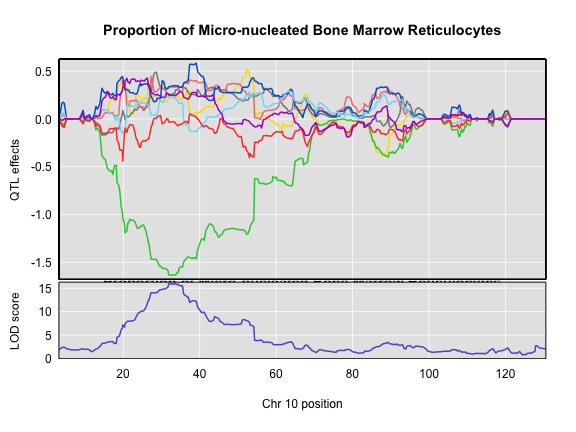 Proportion of Micro-nucleated Bone Marrow Reticulocytes
0.5
0.0
-0.5
-1.0
-1.5
QTL effects
15
10
5
0
LOD score
20 40 60 80 100 120
Chr 10 position